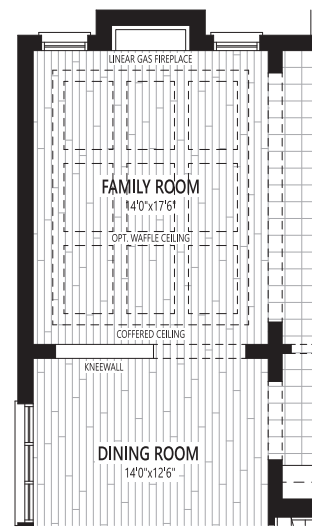 LINEAR GAS FIREPLACE
FAMILY ROOM
14'0"x17'6"
OPT. WAFFLE CEILING
COFFERED CEILING
KNEEWALL
DINING ROOM
14'0"x12'6"